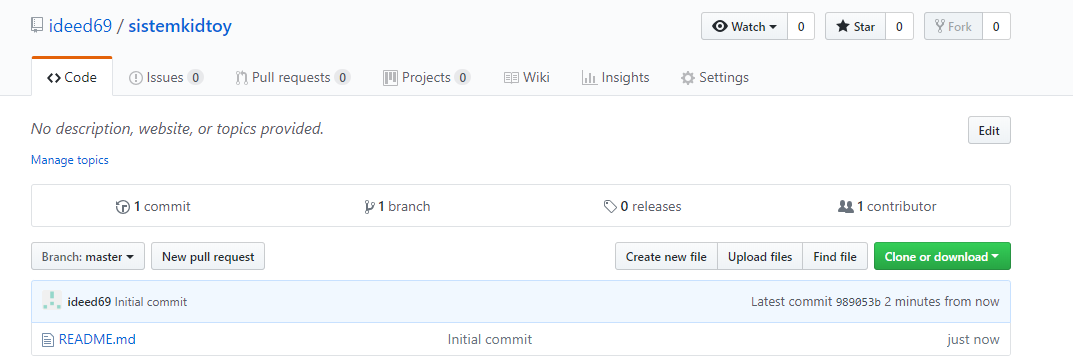 ideed69 / sistemkidtoy Watch 0 Star 0 Fork 0
Code Issues 0 Pull requests 0 Projects 0 Wiki Insights Settings
No description, website, or topics provided. Edit
Manage topics
1 commit 1 branch 0 releases 1 contributor
Branch: master New pull request Create new file Upload files Find file Clone or download
ideed69 Initial commit Latest commit 989053b 2 minutes from now
README.md Initial commit just now